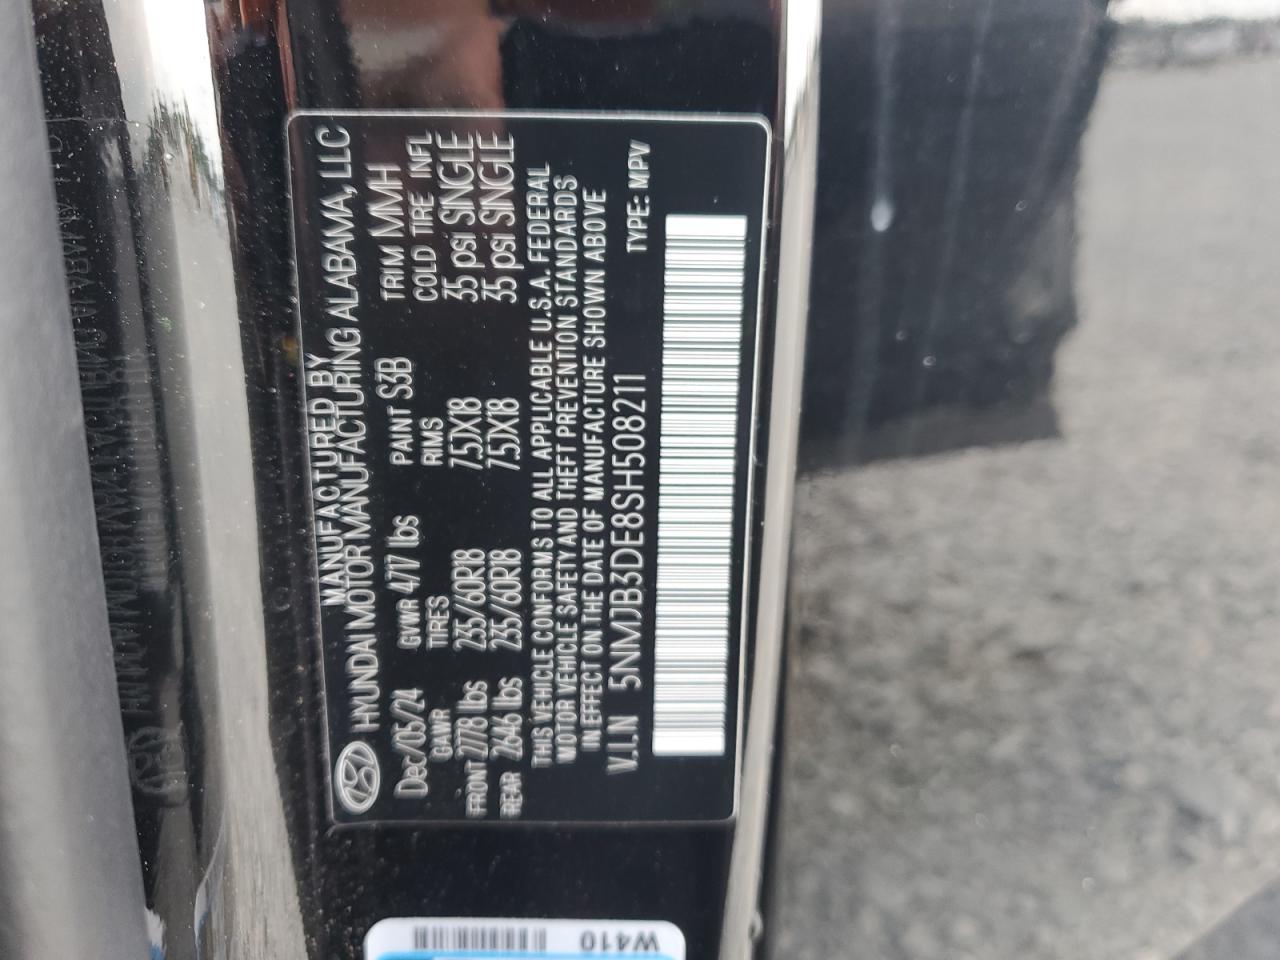 MANUFACTURED BY
HYUNDAI MOTOR MANUFACTURING ALABAMA, LLC
Dec/05/24 GVWR 4717 lbs PAINT S3B TRIM MMH
GAWR TIRES RIMS COLD TIRE INFL
FRONT 2778 lbs 235/60R18 7.5JX18 35 psi SINGLE
REAR 2646 lbs 235/60R18 7.5JX18 35 psi SINGLE
THIS VEHICLE CONFORMS TO ALL APPLICABLE U.S.A. FEDERAL
MOTOR VEHICLE SAFETY AND THEFT PREVENTION STANDARDS
IN EFFECT ON THE DATE OF MANUFACTURE SHOWN ABOVE
V.I.N 5NMJB3DE8SH508211 TYPE: MPV
W410